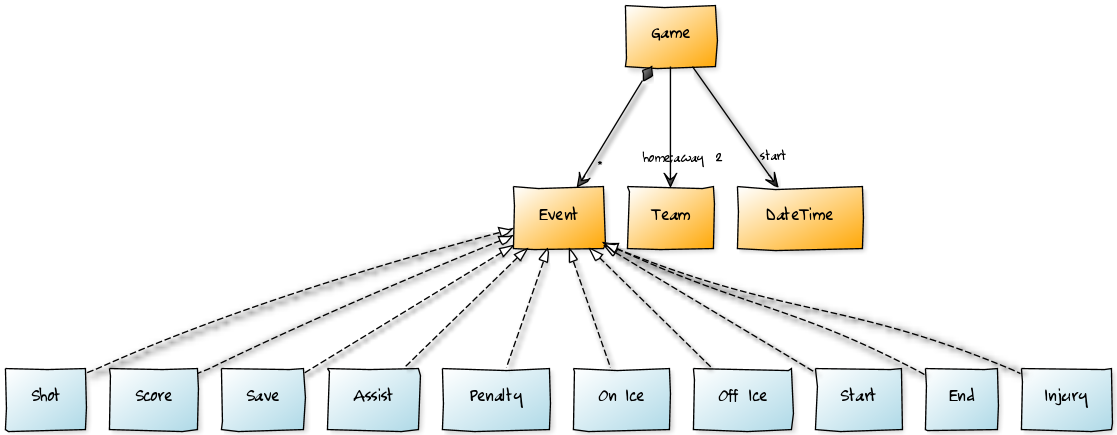 Game
*
home:away 2
start
Event
Team
DateTime
Shot
Score
Save
Assist
Penalty
On Ice
Off Ice
Start
End
Injury